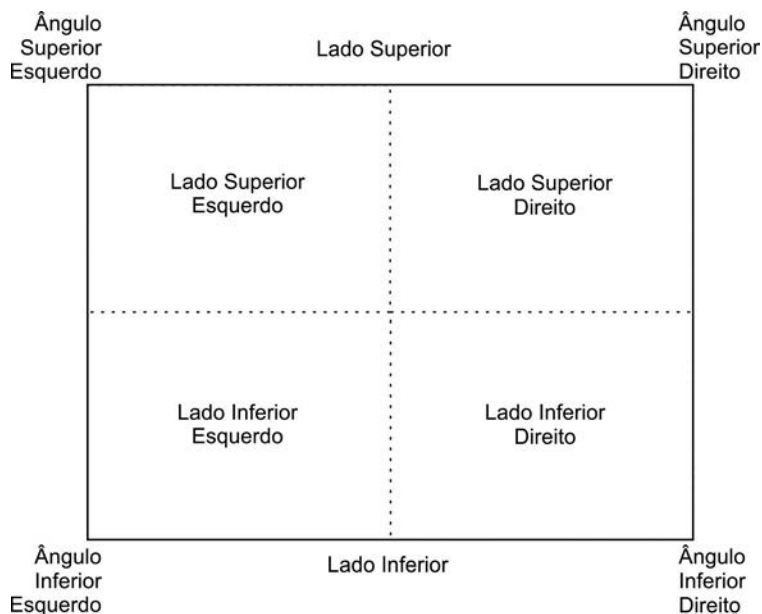 Ângulo
Superior
Esquerdo
Lado Superior
Ângulo
Superior
Direito
Lado Superior
Esquerdo
Lado Superior
Direito
Lado Inferior
Esquerdo
Lado Inferior
Direito
Ângulo
Inferior
Esquerdo
Lado Inferior
Ângulo
Inferior
Direito